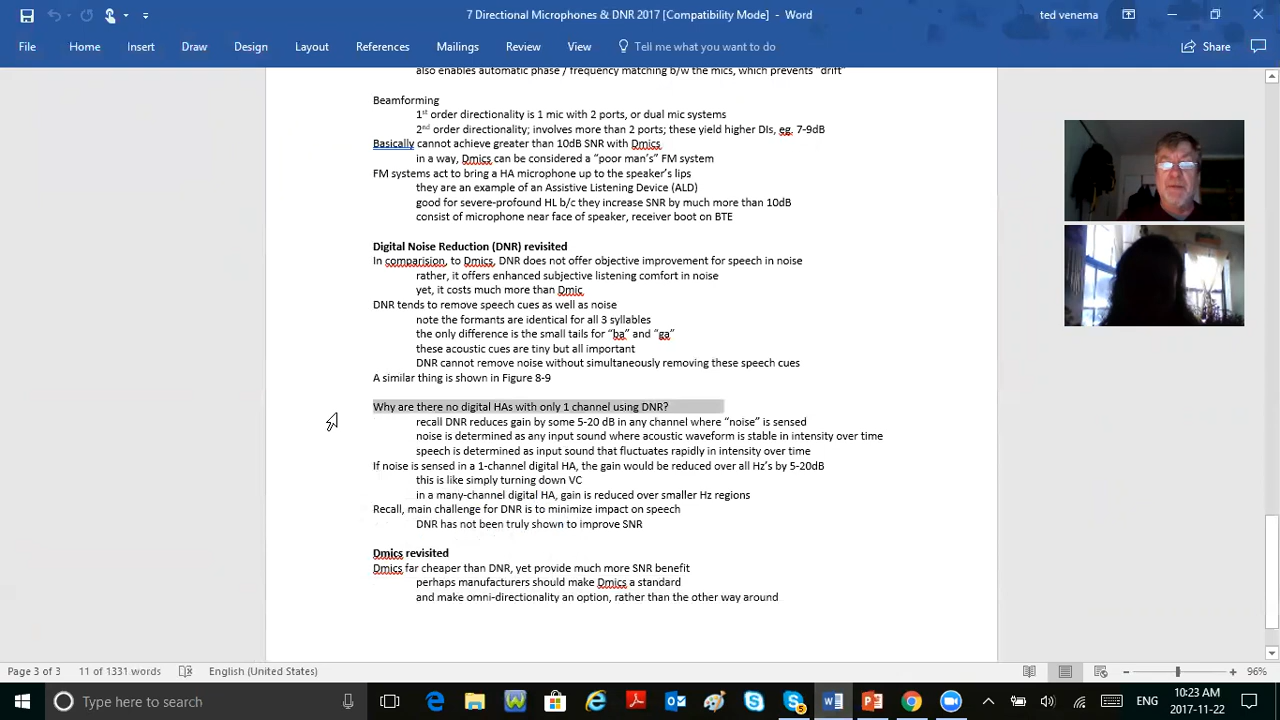 7 Directional Microphones & DNR 2017 [Compatibility Mode] - Word
ted venema
File Home Insert Draw Design Layout References Mailings Review View Tell me what you want to do Share
also enables automatic phase / frequency matching b/w the mics, which prevents "drift"
Beamforming
1st order directionality is 1 mic with 2 ports, or dual mic systems
2nd order directionality; involves more than 2 ports; these yield higher DIs, eg. 7-9dB
Basically cannot achieve greater than 10dB SNR with Dmics
in a way, Dmics can be considered a "poor man's" FM system
FM systems act to bring a HA microphone up to the speaker's lips
they are an example of an Assistive Listening Device (ALD)
good for severe-profound HL b/c they increase SNR by much more than 10dB
consist of microphone near face of speaker, receiver boot on BTE
Digital Noise Reduction (DNR) revisited
In comparision, to Dmics, DNR does not offer objective improvement for speech in noise
rather, it offers enhanced subjective listening comfort in noise
yet, it costs much more than Dmic
DNR tends to remove speech cues as well as noise
note the formants are identical for all 3 syllables
the only difference is the small tails for "ba" and "ga"
these acoustic cues are tiny but all important
DNR cannot remove noise without simultaneously removing these speech cues
A similar thing is shown in Figure 8-9
Why are there no digital HAs with only 1 channel using DNR?
recall DNR reduces gain by some 5-20 dB in any channel where "noise" is sensed
noise is determined as any input sound where acoustic waveform is stable in intensity over time
speech is determined as input sound that fluctuates rapidly in intensity over time
If noise is sensed in a 1-channel digital HA, the gain would be reduced over all Hz's by 5-20dB
this is like simply turning down VC
in a many-channel digital HA, gain is reduced over smaller Hz regions
Recall, main challenge for DNR is to minimize impact on speech
DNR has not been truly shown to improve SNR
Dmics revisited
Dmics far cheaper than DNR, yet provide much more SNR benefit
perhaps manufacturers should make Dmics a standard
and make omni-directionality an option, rather than the other way around
Page 3 of 3 11 of 1331 words English (United States) 96%
Type here to search
5
ENG
10:23 AM
2017-11-22